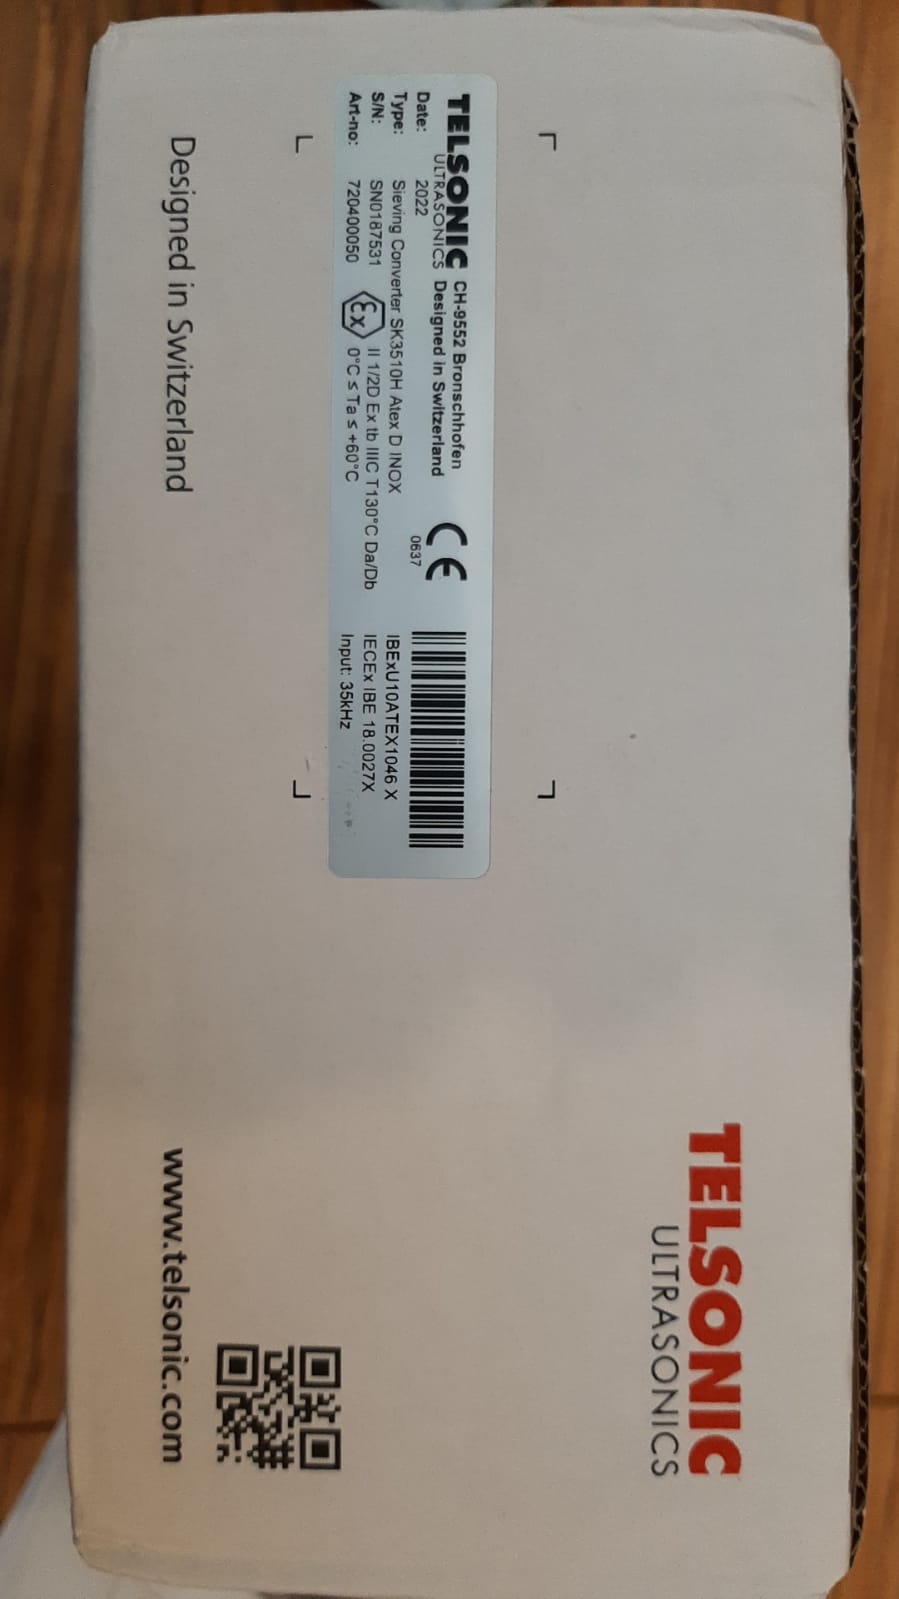 TELSONIC
ULTRASONICS
TELSONIC CH-9552 Bronschhofen
ULTRASONICS Designed in Switzerland
Date: 2022
CE
0637
Type: Sieving Converter SK3510H Atex D INOX
IBExU10ATEX1046 X
S/N: SN0187531
Ex
II 1/2D Ex tb IIIC T130°C Da/Db
IECEx IBE 18.0027X
Art-no: 720400050
0°C ≤ Ta ≤ +60°C
Input: 35kHz
Designed in Switzerland
www.telsonic.com